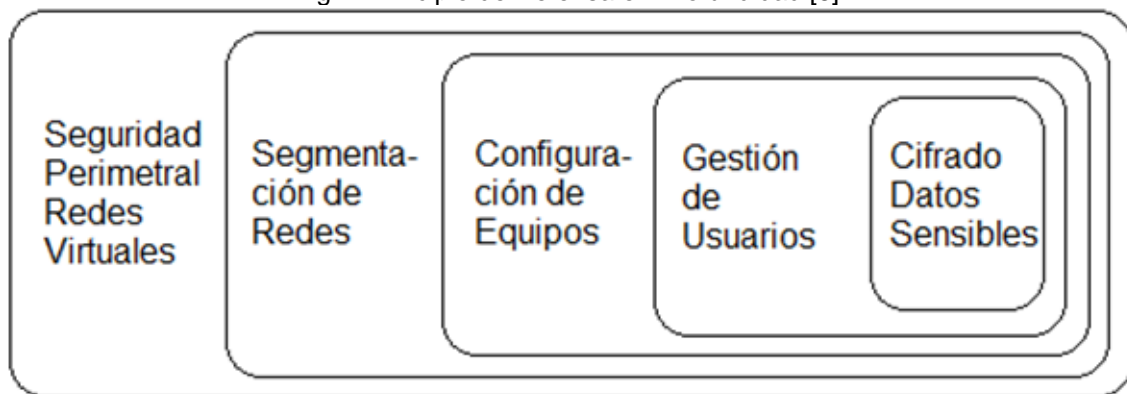 Seguridad
Perimetral
Redes
Virtuales
Segmenta-
ción de
Redes
Configura-
ción de
Equipos
Gestión
de
Usuarios
Cifrado
Datos
Sensibles